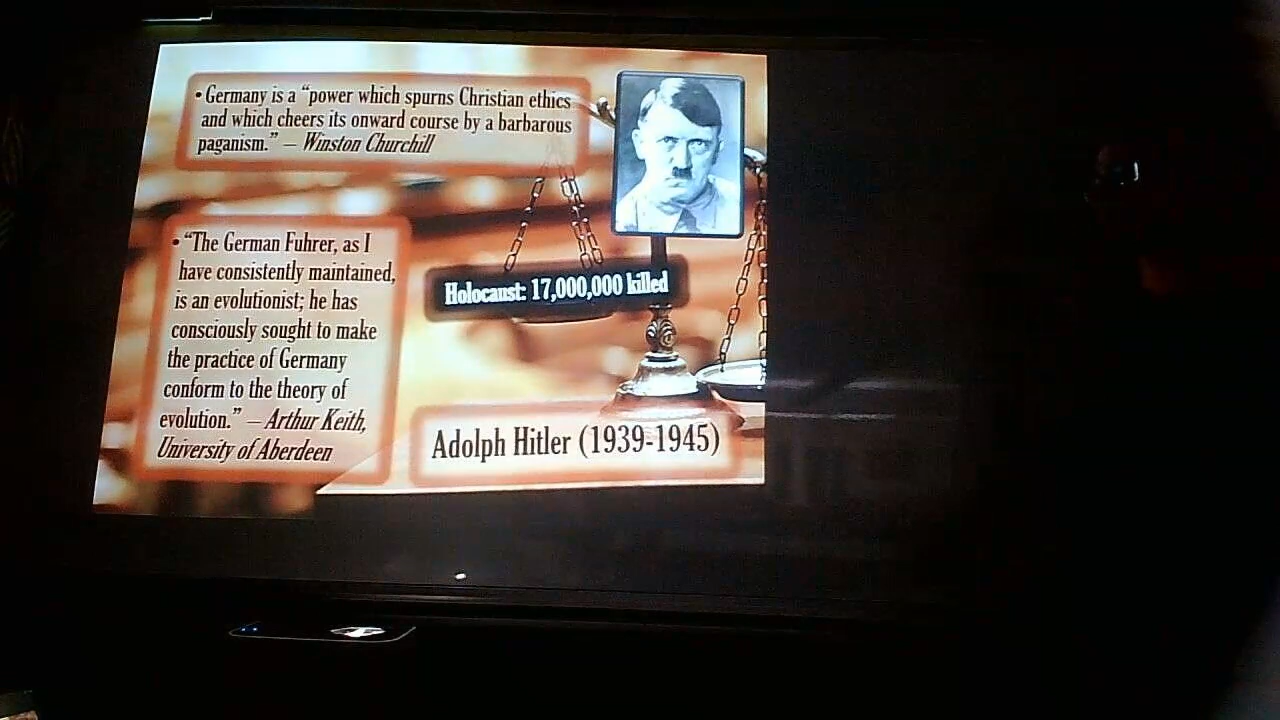 • Germany is a “power which spurns Christian ethics
and which cheers its onward course by a barbarous
paganism.” – Winston Churchill
• “The German Fuhrer, as I
have consistently maintained,
is an evolutionist; he has
consciously sought to make
the practice of Germany
conform to the theory of
evolution.” – Arthur Keith,
University of Aberdeen
Holocaust: 17,000,000 killed
Adolph Hitler (1939-1945)